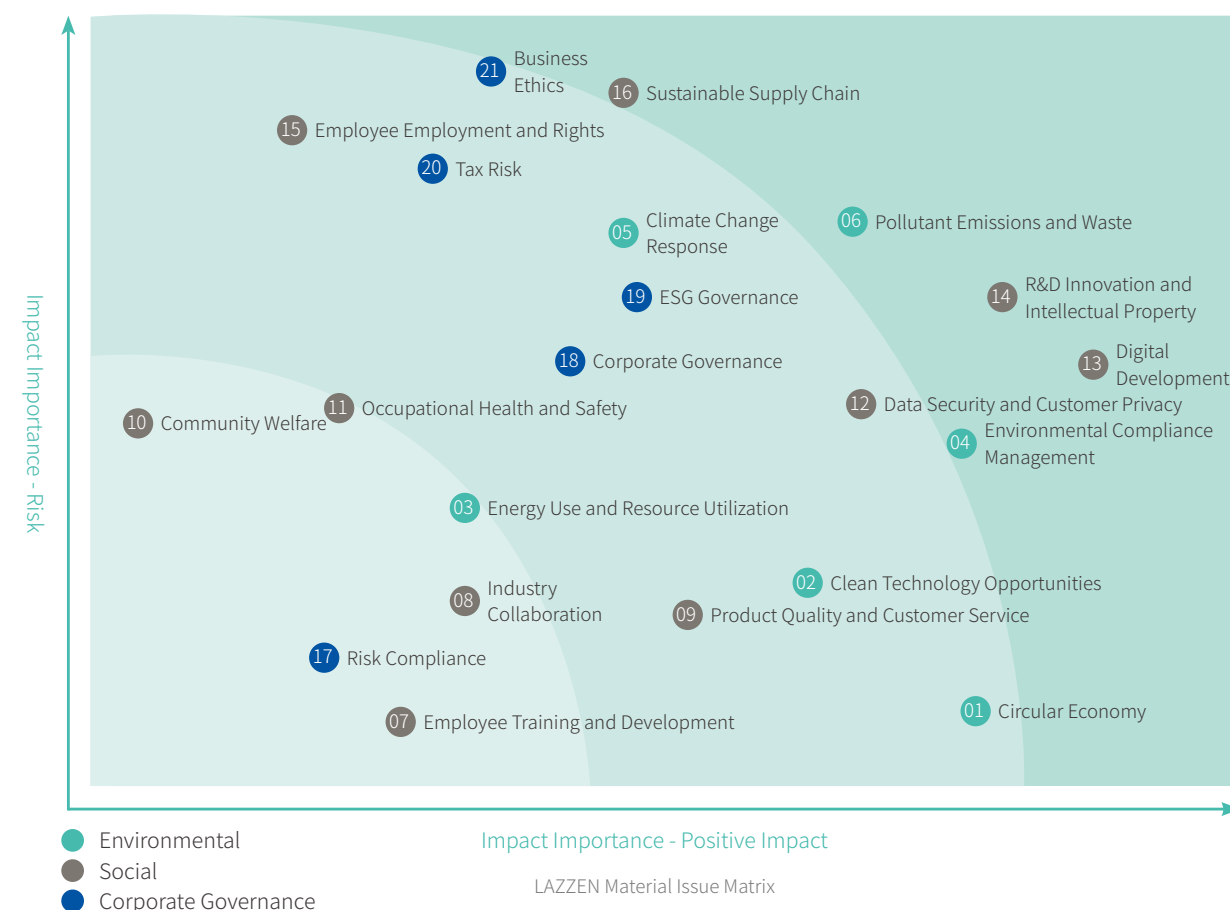 21
Business
Ethics
16
Sustainable Supply Chain
15
Employee Employment and Rights
20
Tax Risk
05
Climate Change
Response
06
Pollutant Emissions and Waste
19
ESG Governance
14
R&D Innovation and
Intellectual Property
18
Corporate Governance
13
Digital
Development
12
Data Security and Customer Privacy
11
Occupational Health and Safety
10
Community Welfare
04
Environmental Compliance
Management
03
Energy Use and Resource Utilization
02
Clean Technology Opportunities
08
Industry
Collaboration
09
Product Quality and Customer Service
17
Risk Compliance
07
Employee Training and Development
01
Circular Economy
Impact Importance - Risk
Impact Importance - Positive Impact
Environmental
Social
Corporate Governance
LAZZEN Material Issue Matrix